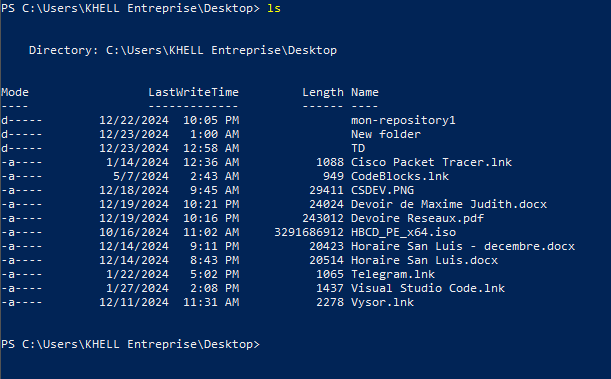 PS C:\Users\KHELL Entreprise\Desktop> ls
Directory: C:\Users\KHELL Entreprise\Desktop
Mode LastWriteTime Length Name
---- ------------- ------ ----
d----- 12/22/2024 10:05 PM mon-repository1
d----- 12/23/2024 1:00 AM New folder
d----- 12/23/2024 12:58 AM TD
-a---- 1/14/2024 12:36 AM 1088 Cisco Packet Tracer.lnk
-a---- 5/7/2024 2:43 AM 949 CodeBlocks.lnk
-a---- 12/18/2024 9:45 AM 29411 CSDEV.PNG
-a---- 12/19/2024 10:21 PM 24024 Devoir de Maxime Judith.docx
-a---- 12/19/2024 10:16 PM 243012 Devoire Reseaux.pdf
-a---- 10/16/2024 11:02 AM 3291686912 HBCD_PE_x64.iso
-a---- 12/14/2024 9:11 PM 20423 Horaire San Luis - decembre.docx
-a---- 12/14/2024 8:43 PM 20514 Horaire San Luis.docx
-a---- 1/22/2024 5:02 PM 1065 Telegram.lnk
-a---- 1/27/2024 2:08 PM 1437 Visual Studio Code.lnk
-a---- 12/11/2024 11:31 AM 2278 Vysor.lnk
PS C:\Users\KHELL Entreprise\Desktop>